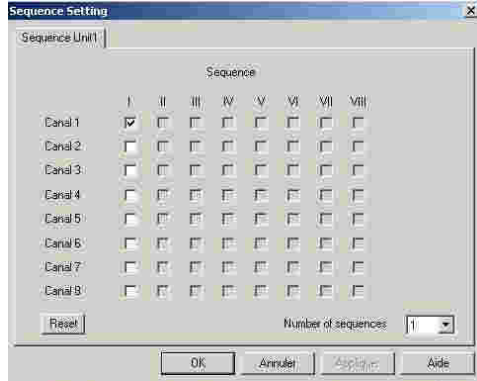 Sequence Setting
Sequence Unit1
Sequence
I II III IV V VI VII VIII
Canal 1
Canal 2
Canal 3
Canal 4
Canal 5
Canal 6
Canal 7
Canal 8
Reset
Number of sequences 1
OK Annuler Appliquer Aide